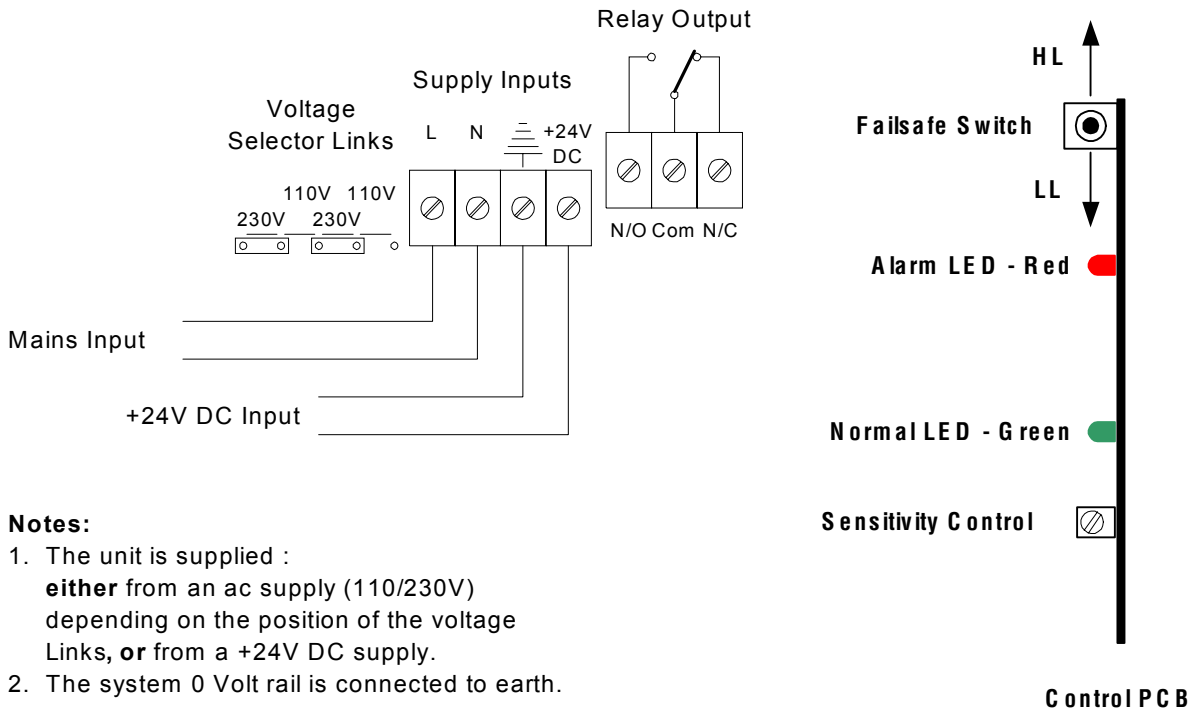 Relay Output
Supply Inputs
Voltage
Selector Links
L N +24V
DC
110V 110V
230V 230V
N/O Com N/C
Mains Input
+24V DC Input
HL
Failsafe Switch
LL
Alarm LED - Red
Normal LED - Green
Sensitivity Control
Control PCB
Notes:
1. The unit is supplied :
either from an ac supply (110/230V)
depending on the position of the voltage
Links, or from a +24V DC supply.
2. The system 0 Volt rail is connected to earth.